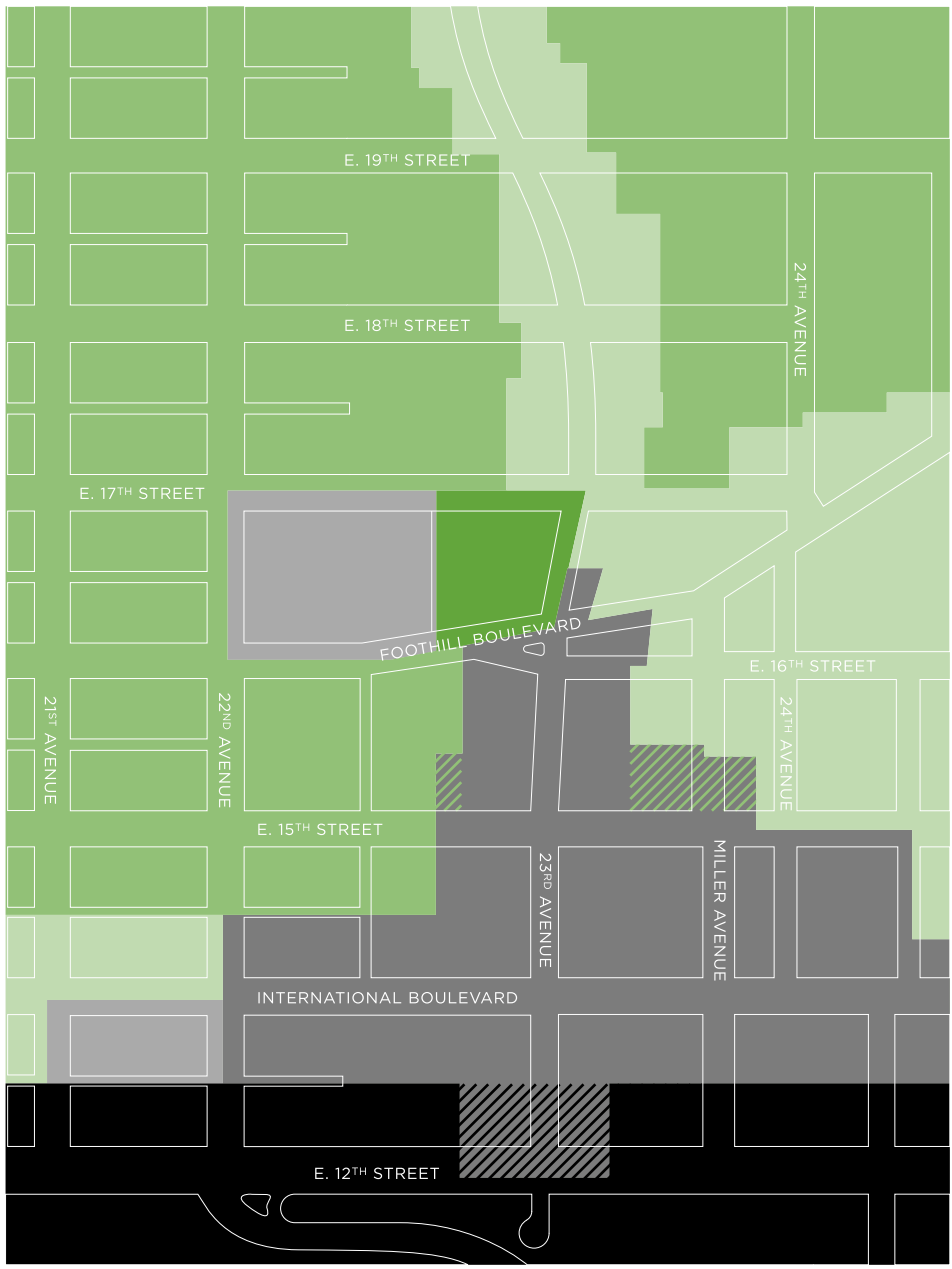 E. 19TH STREET
24TH AVENUE
E. 18TH STREET
E. 17TH STREET
FOOTHILL BOULEVARD
E. 16TH STREET
21ST AVENUE
22ND AVENUE
24TH AVENUE
E. 15TH STREET
23RD AVENUE
MILLER AVENUE
INTERNATIONAL BOULEVARD
E. 12TH STREET